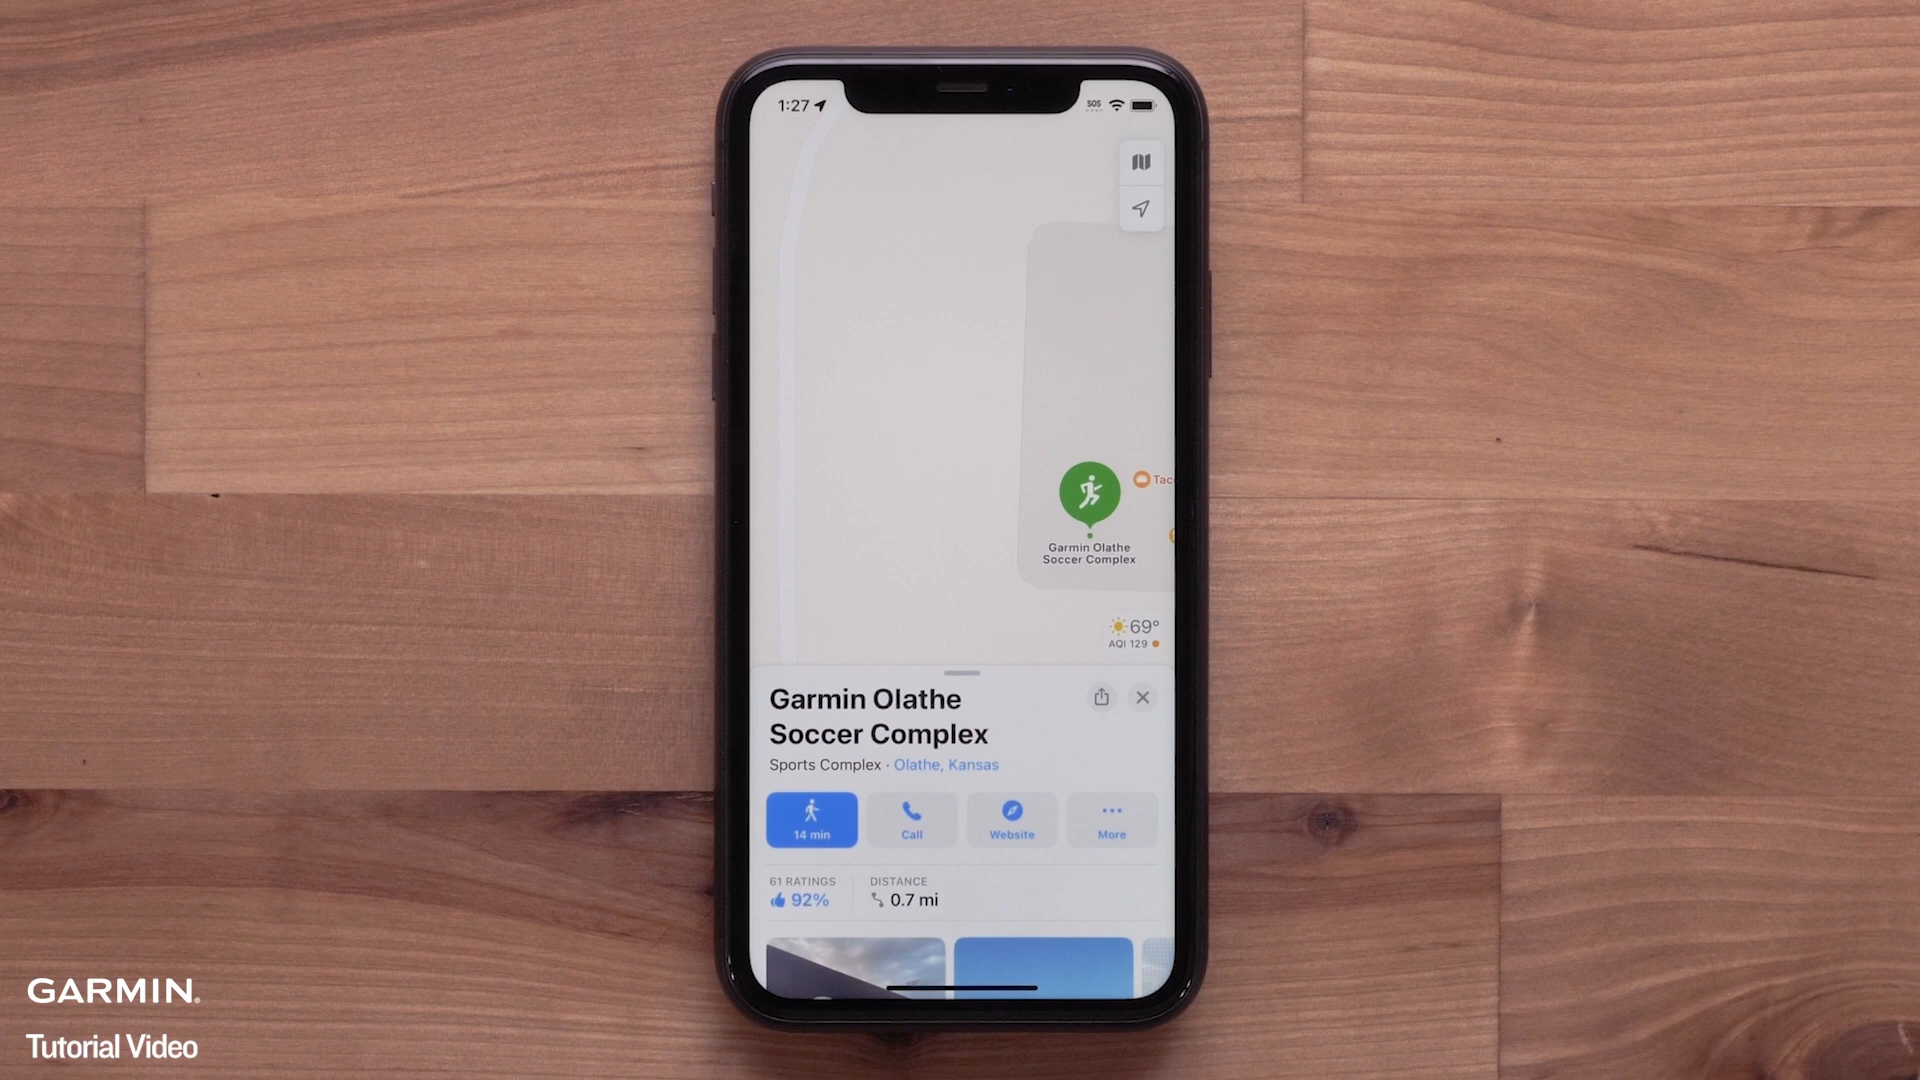 1:27
SOS
Tac
Garmin Olathe
Soccer Complex
69°
AQI 129
Garmin Olathe
Soccer Complex
Sports Complex · Olathe, Kansas
14 min
Call
Website
More
61 RATINGS
92%
DISTANCE
0.7 mi
GARMIN®
Tutorial Video